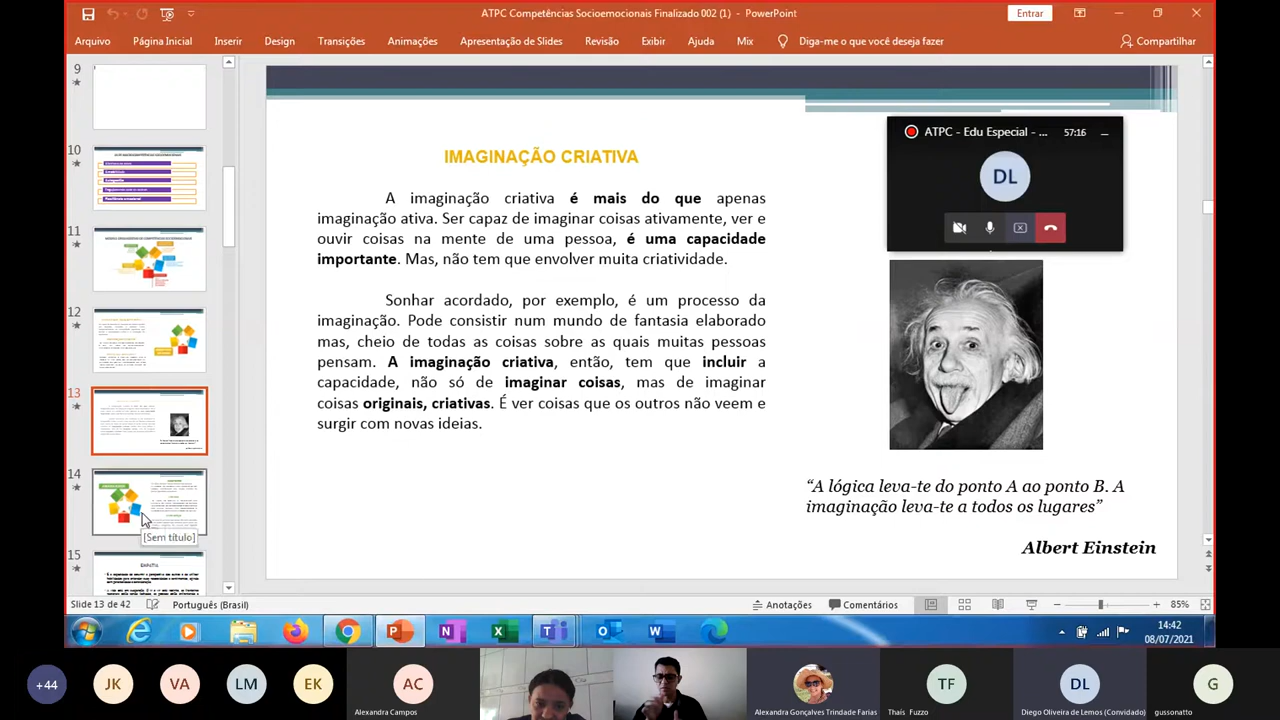 ATPC Competências Socioemocionais Finalizado 002 (1) - PowerPoint
Entrar
Arquivo Página Inicial Inserir Design Transições Animações Apresentação de Slides Revisão Exibir Ajuda Mix Diga-me o que você deseja fazer Compartilhar
9
10
11
12
13
14
[Sem título]
15
EMPATIA
IMAGINAÇÃO CRIATIVA
A imaginação criativa é mais do que apenas
imaginação ativa. Ser capaz de imaginar coisas ativamente, ver e
ouvir coisas na mente de uma pessoa, é uma capacidade
importante. Mas, não tem que envolver muita criatividade.
Sonhar acordado, por exemplo, é um processo da
imaginação. Pode consistir num mundo de fantasia elaborado
mas, cheio de todas as coisas sobre as quais muitas pessoas
pensam. A imaginação criativa, então, tem que incluir a
capacidade, não só de imaginar coisas, mas de imaginar
coisas originais, criativas. É ver coisas que os outros não veem e
surgir com novas ideias.
ATPC - Edu Especial - ... 57:16
DL
“A lógica leva-te do ponto A ao ponto B. A
imaginação leva-te a todos os lugares”
Albert Einstein
Slide 13 de 42 Português (Brasil) Anotações Comentários 85%
14:42
08/07/2021
+44 JK VA LM EK AC TF DL G
Alexandra Campos Alexandra Gonçalves Trindade Farias Thaís Fuzzo Diego Oliveira de Lemos (Convidado) gussonatto